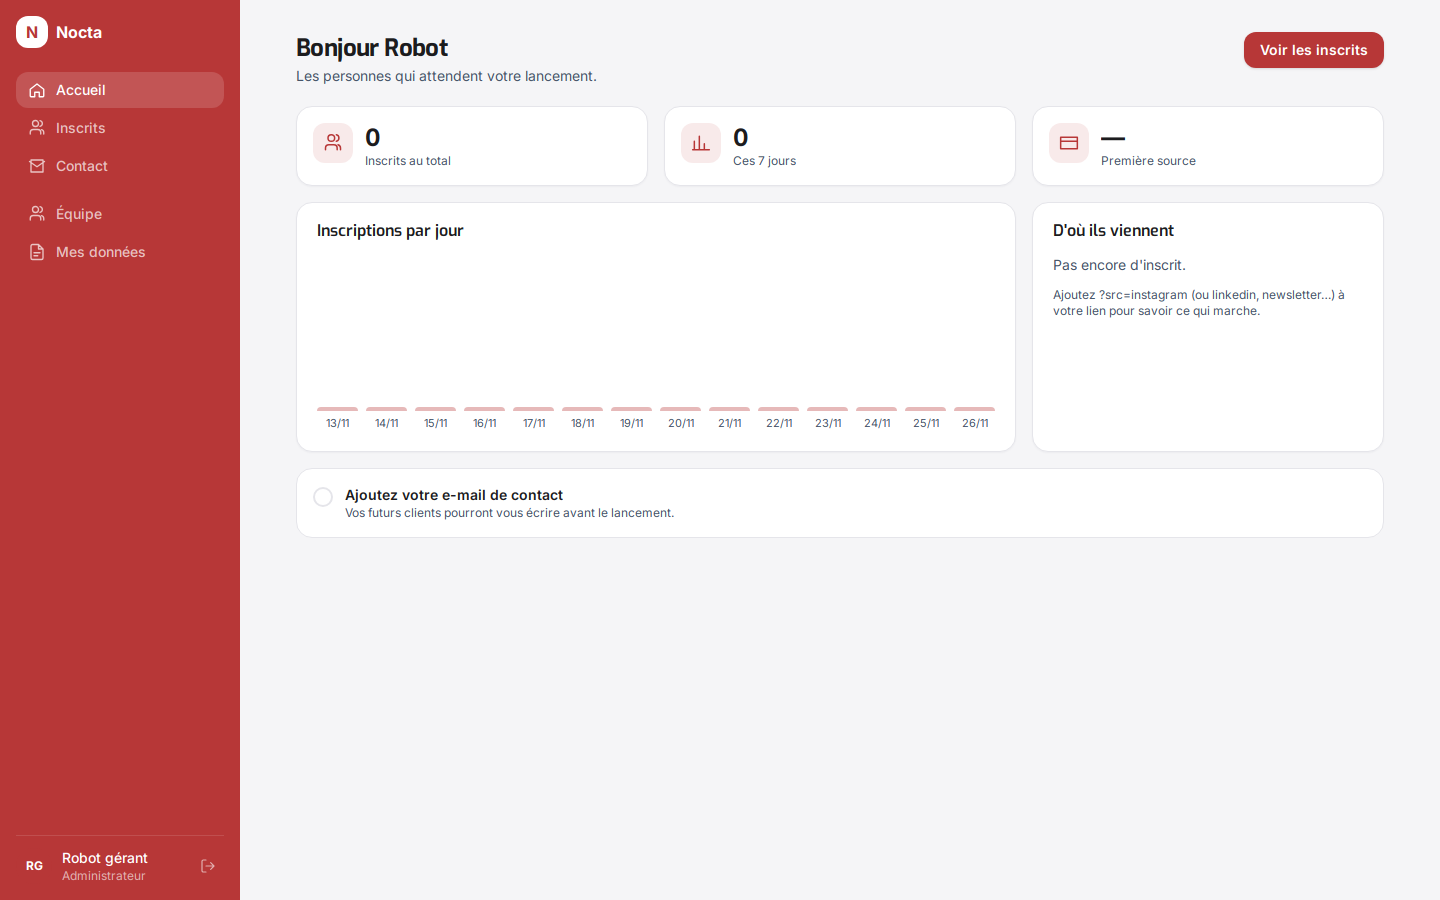 N Nocta
Accueil
Inscrits
Contact
Équipe
Mes données
RG
Robot gérant
Administrateur
Bonjour Robot
Les personnes qui attendent votre lancement.
Voir les inscrits
0
Inscrits au total
0
Ces 7 jours
—
Première source
Inscriptions par jour
13/11 14/11 15/11 16/11 17/11 18/11 19/11 20/11 21/11 22/11 23/11 24/11 25/11 26/11
D'où ils viennent
Pas encore d'inscrit.
Ajoutez ?src=instagram (ou linkedin, newsletter…) à
votre lien pour savoir ce qui marche.
Ajoutez votre e-mail de contact
Vos futurs clients pourront vous écrire avant le lancement.